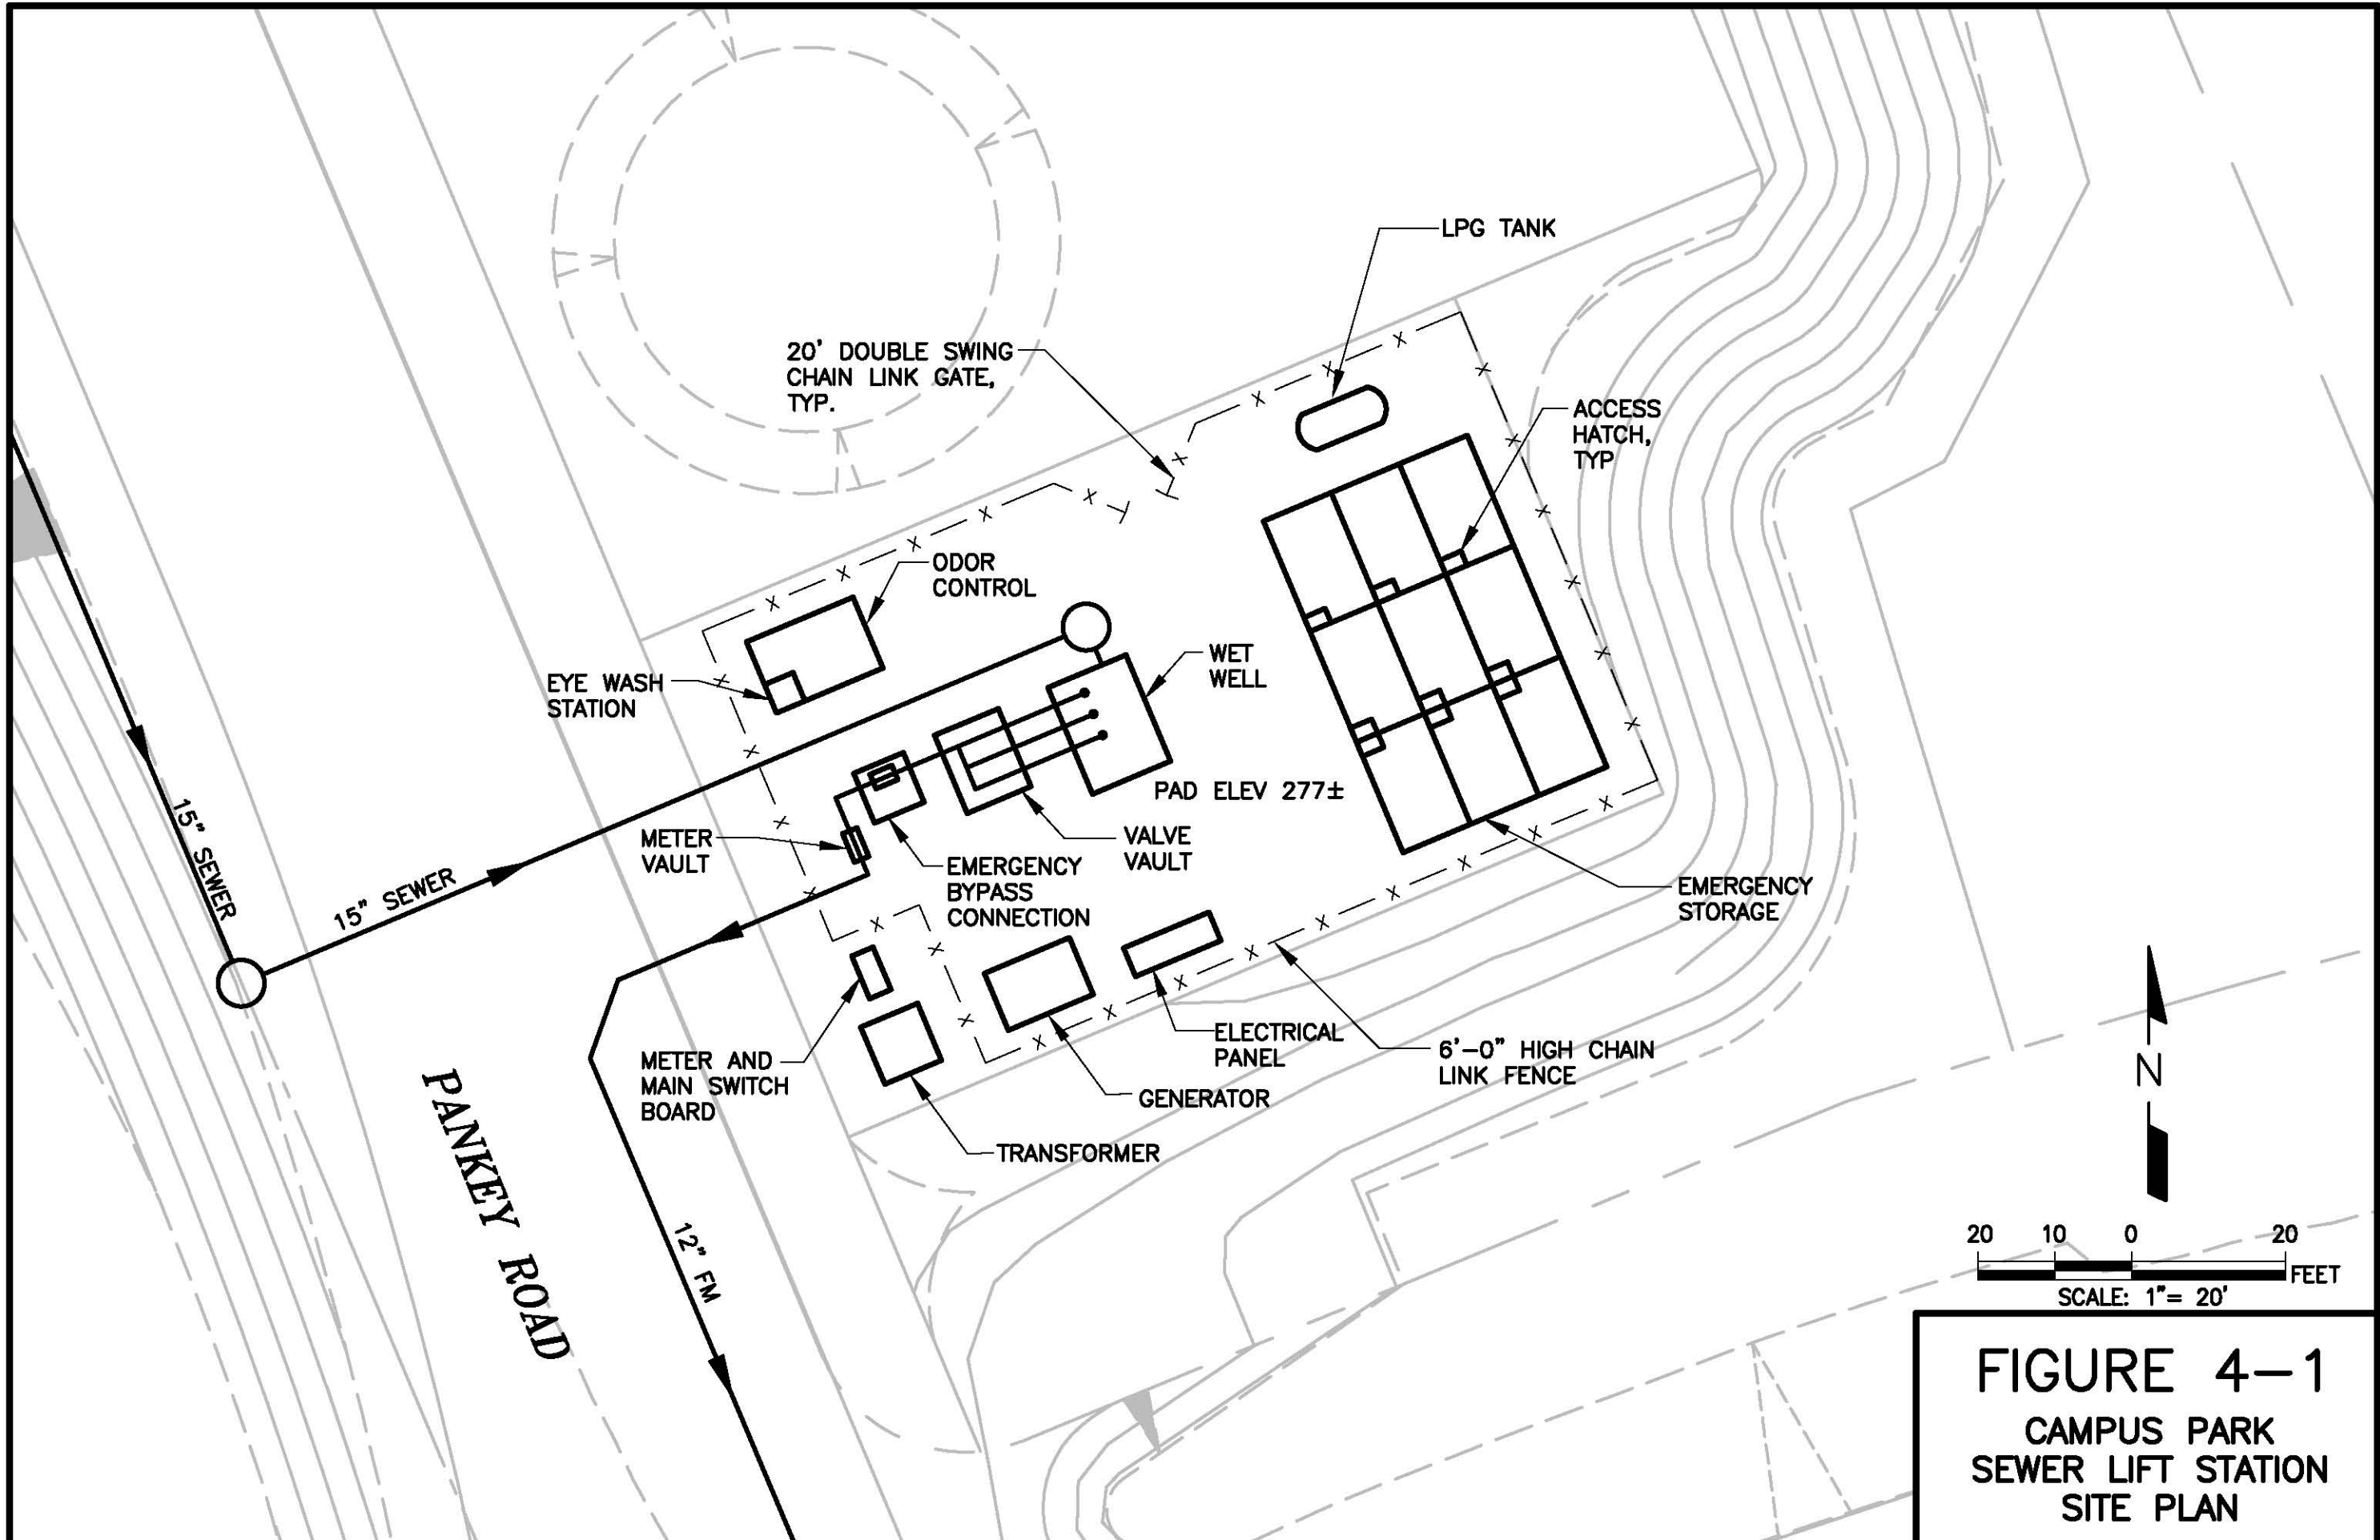 LPG TANK
20' DOUBLE SWING
CHAIN LINK GATE,
TYP.
ACCESS
HATCH,
TYP
ODOR
CONTROL
WET
WELL
EYE WASH
STATION
PAD ELEV 277±
15" SEWER
15" SEWER
METER
VAULT
VALVE
VAULT
EMERGENCY
BYPASS
CONNECTION
EMERGENCY
STORAGE
ELECTRICAL
PANEL
6'-0" HIGH CHAIN
LINK FENCE
METER AND
MAIN SWITCH
BOARD
GENERATOR
TRANSFORMER
PANKEY ROAD
12" FM
N
20 10 0 20
FEET
SCALE: 1"= 20'
FIGURE 4-1
CAMPUS PARK
SEWER LIFT STATION
SITE PLAN